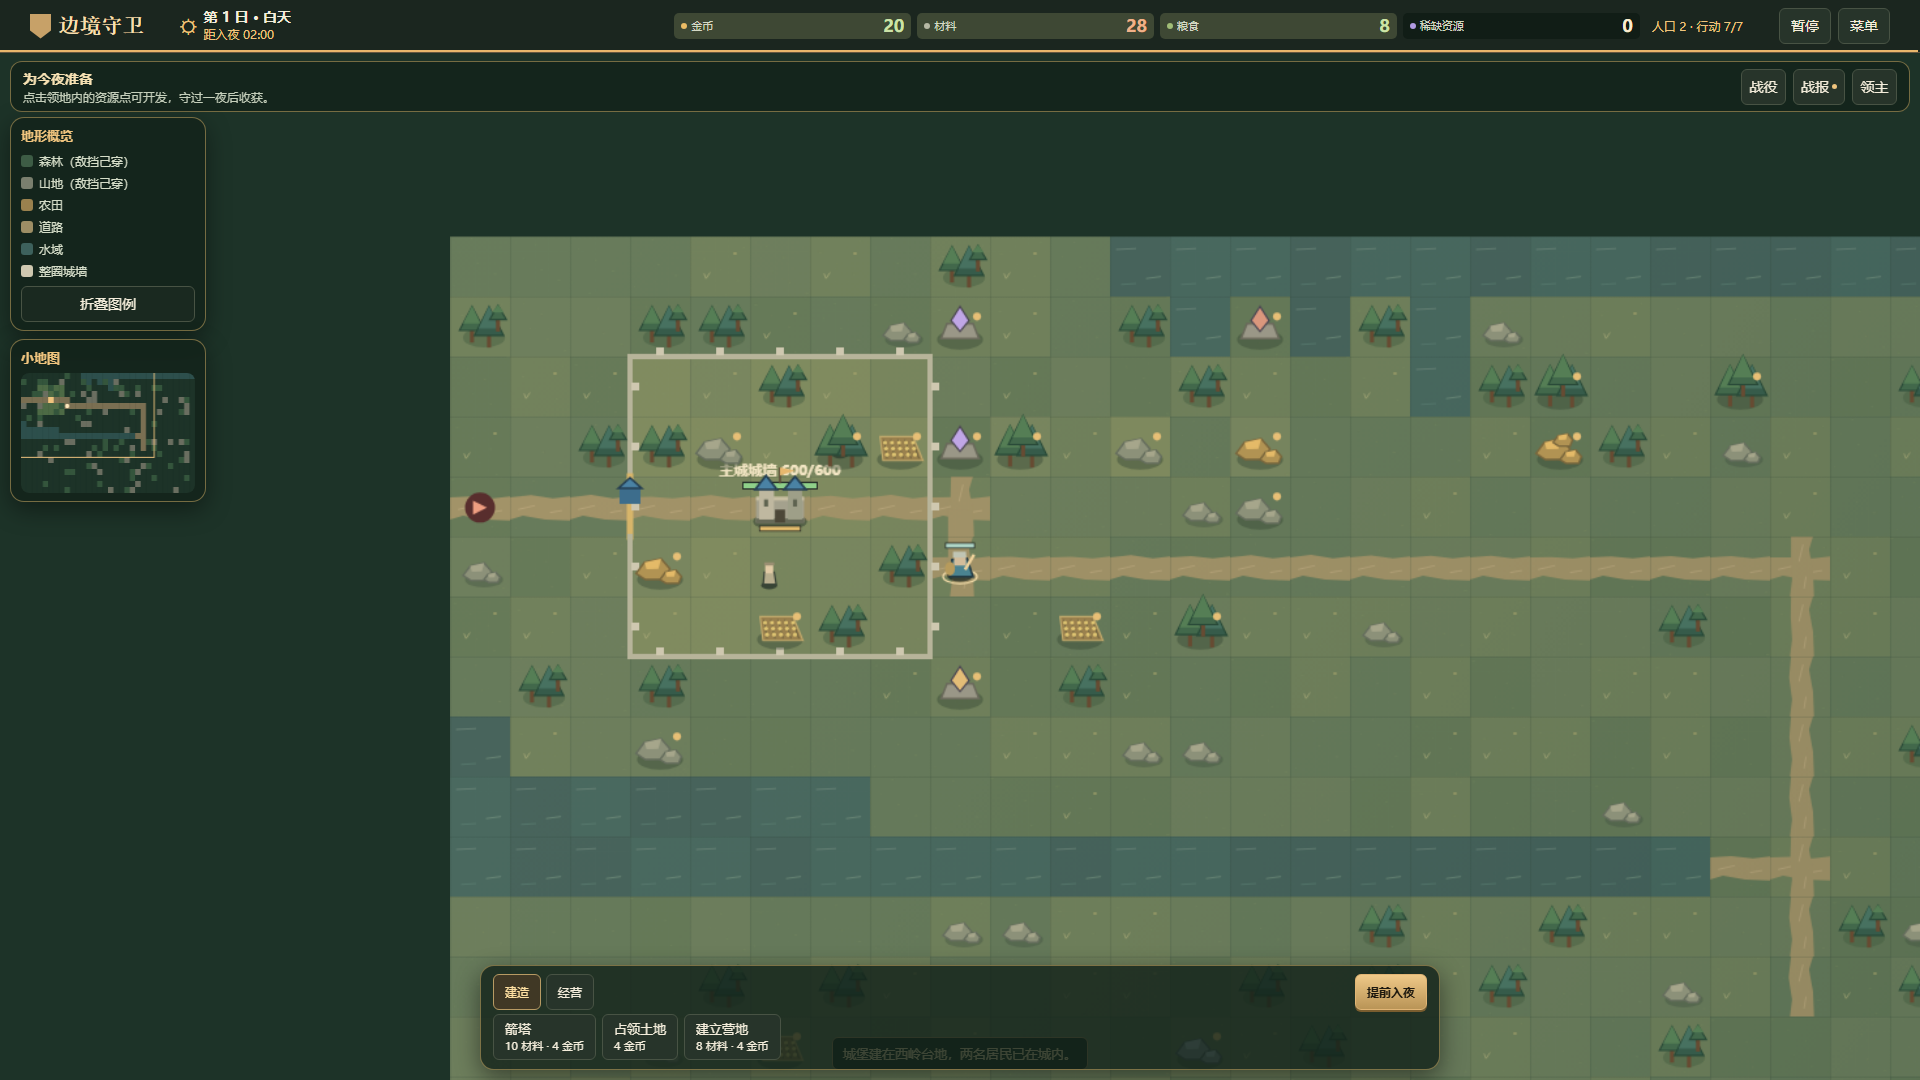 边境守卫
第 1 日 • 白天
距入夜 02:00
金币 20
材料 28
粮食 8
稀缺资源 0
人口 2 · 行动 7/7
暂停
菜单
为今夜准备
点击领地内的资源点可开发，守过一夜后收获。
战役
战报
领主
地形概览
森林（敌挡己穿）
山地（敌挡己穿）
农田
道路
水域
整圈城墙
折叠图例
小地图
主城城墙 600/600
建造
经营
提前入夜
箭塔
10 材料 · 4 金币
占领土地
4 金币
建立营地
8 材料 · 4 金币
城堡建在西岭台地，两名居民已在城内。